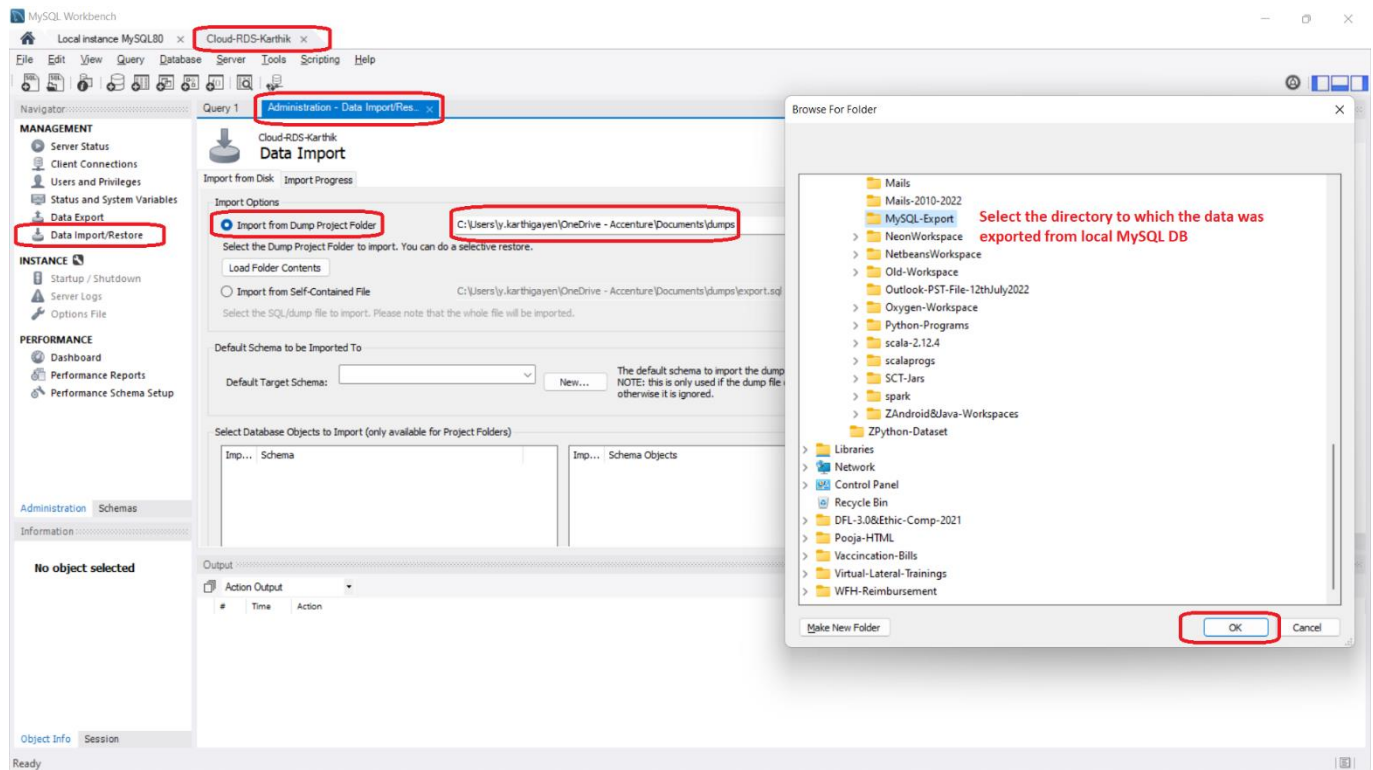 MySQL Workbench
Local instance MySQL80 ×
Cloud-RDS-Karthik ×
File Edit View Query Database Server Tools Scripting Help
Navigator
MANAGEMENT
Server Status
Client Connections
Users and Privileges
Status and System Variables
Data Export
Data Import/Restore
INSTANCE
Startup / Shutdown
Server Logs
Options File
PERFORMANCE
Dashboard
Performance Reports
Performance Schema Setup
Administration Schemas
Information
No object selected
Object Info Session
Ready
Query 1
Administration - Data Import/Res... ×
Cloud-RDS-Karthik
Data Import
Import from Disk Import Progress
Import Options
Import from Dump Project Folder
C:\Users\y.karthigayen\OneDrive - Accenture\Documents\dumps
Select the Dump Project Folder to import. You can do a selective restore.
Load Folder Contents
Import from Self-Contained File
C:\Users\y.karthigayen\OneDrive - Accenture\Documents\dumps\export.sql
Select the SQL/dump file to import. Please note that the whole file will be imported.
Default Schema to be Imported To
Default Target Schema:
New...
The default schema to import the dump
NOTE: this is only used if the dump file
otherwise it is ignored.
Select Database Objects to Import (only available for Project Folders)
Imp... Schema
Imp... Schema Objects
Output
Action Output
# Time Action
Browse For Folder
Mails
Mails-2010-2022
MySQL-Export
NeonWorkspace
NetbeansWorkspace
Old-Workspace
Outlook-PST-File-12thJuly2022
Oxygen-Workspace
Python-Programs
scala-2.12.4
scalaprogs
SCT-Jars
spark
ZAndroid&Java-Workspaces
ZPython-Dataset
Libraries
Network
Control Panel
Recycle Bin
DFL-3.0&Ethic-Comp-2021
Pooja-HTML
Vaccincation-Bills
Virtual-Lateral-Trainings
WFH-Reimbursement
Select the directory to which the data was
exported from local MySQL DB
Make New Folder
OK
Cancel